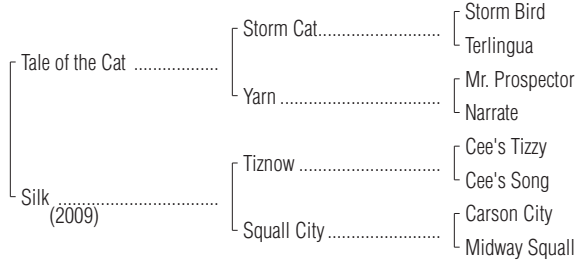 Storm Bird
Storm Cat
Terlingua
Tale of the Cat
Mr. Prospector
Yarn
Narrate
Cee's Tizzy
Tiznow
Cee's Song
Silk
(2009)
Carson City
Squall City
Midway Squall